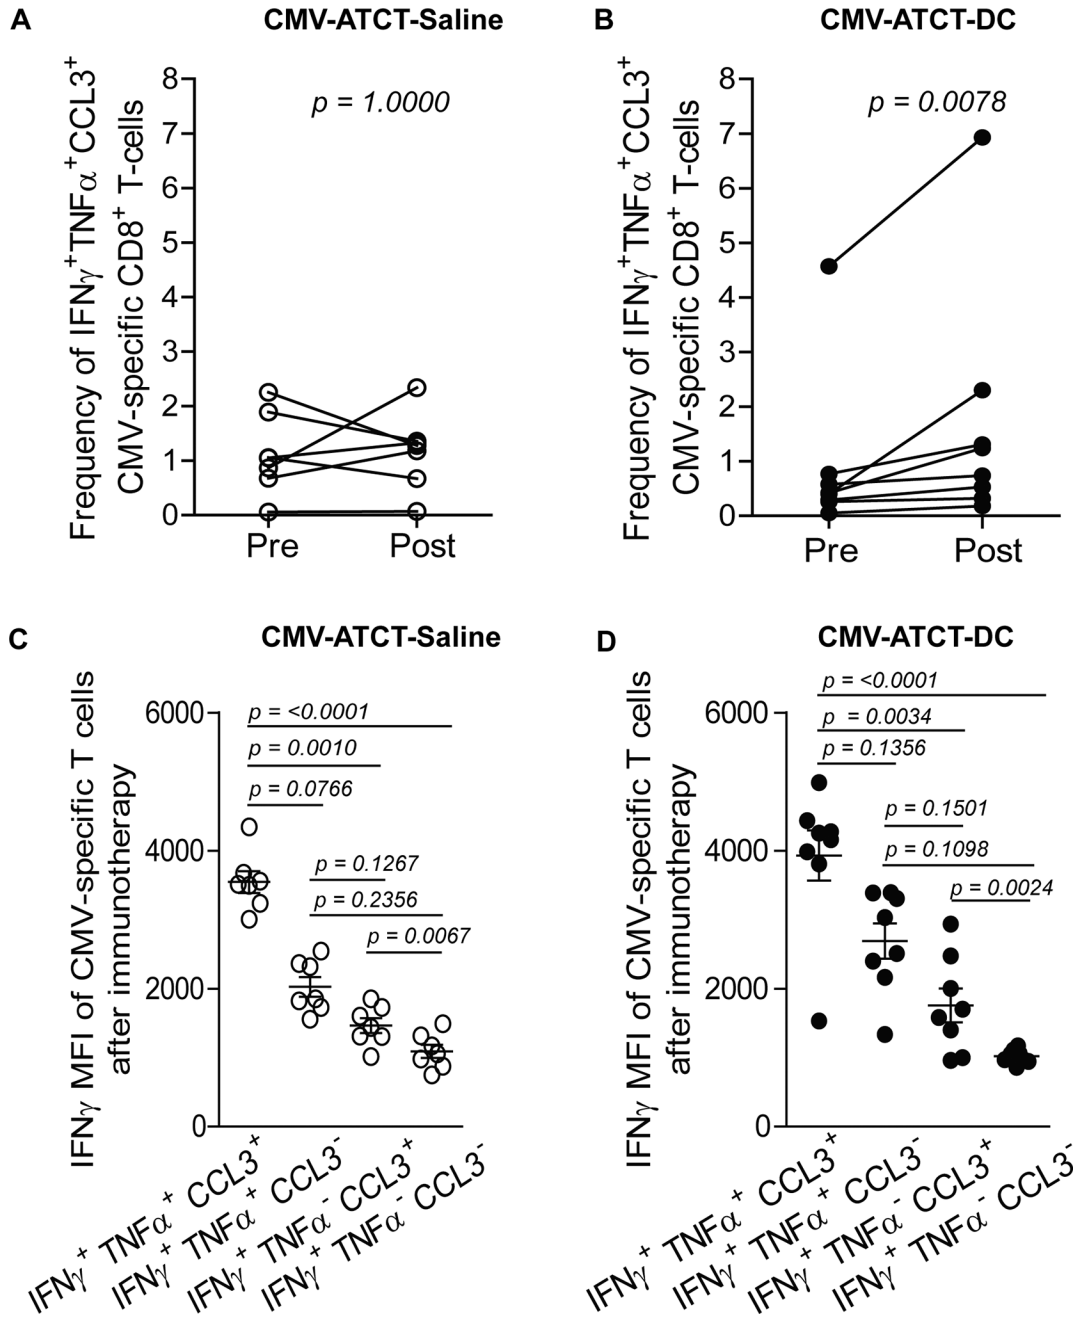 A
CMV-ATCT-Saline
Frequency of IFNγ⁺TNFα⁺CCL3⁺
CMV-specific CD8⁺ T-cells
p = 1.0000
8
7
6
5
4
3
2
1
0
Pre
Post
B
CMV-ATCT-DC
Frequency of IFNγ⁺TNFα⁺CCL3⁺
CMV-specific CD8⁺ T-cells
p = 0.0078
8
7
6
5
4
3
2
1
0
Pre
Post
C
CMV-ATCT-Saline
IFNγ MFI of CMV-specific T cells
after immunotherapy
6000
4000
2000
0
p = <0.0001
p = 0.0010
p = 0.0766
p = 0.1267
p = 0.2356
p = 0.0067
IFNγ⁺ TNFα⁺ CCL3⁺
IFNγ⁺ TNFα⁺ CCL3⁻
IFNγ⁺ TNFα⁻ CCL3⁺
IFNγ⁺ TNFα⁻ CCL3⁻
D
CMV-ATCT-DC
IFNγ MFI of CMV-specific T cells
after immunotherapy
6000
4000
2000
0
p = <0.0001
p = 0.0034
p = 0.1356
p = 0.1501
p = 0.1098
p = 0.0024
IFNγ⁺ TNFα⁺ CCL3⁺
IFNγ⁺ TNFα⁺ CCL3⁻
IFNγ⁺ TNFα⁻ CCL3⁺
IFNγ⁺ TNFα⁻ CCL3⁻